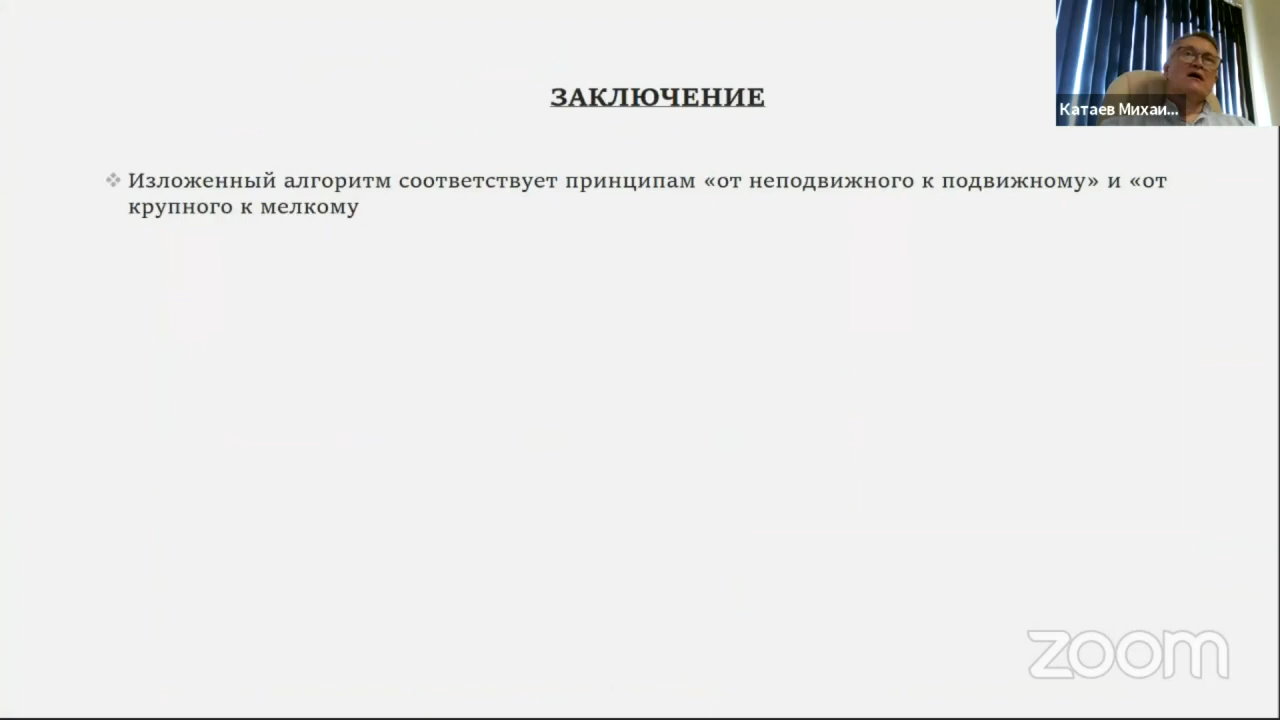 ЗАКЛЮЧЕНИЕ
Катаев Михаи...
Изложенный алгоритм соответствует принципам «от неподвижного к подвижному» и «от
крупного к мелкому
zoom